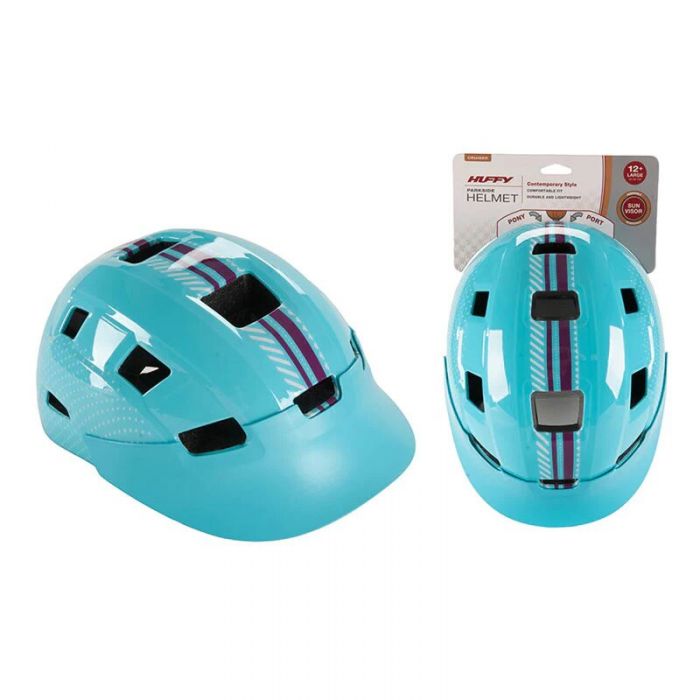 CRUISER
HUFFY
PARKSIDE
HELMET
Contemporary Style
COMFORTABLE FIT
DURABLE AND LIGHTWEIGHT
12+
LARGE
SUN
VISOR
PONY PORT